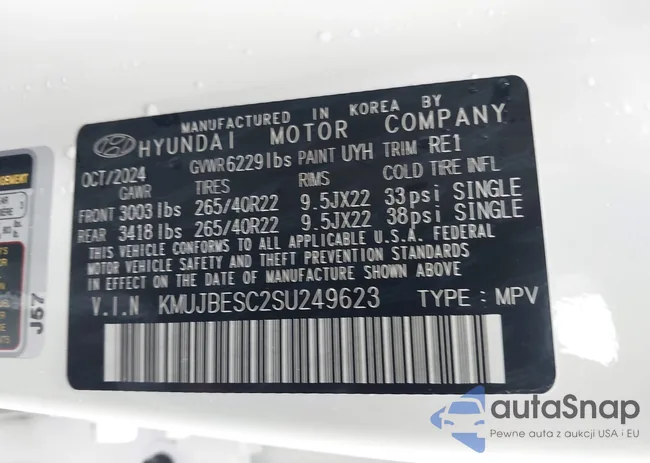 MANUFACTURED IN KOREA BY
HYUNDAI MOTOR COMPANY
OCT/2024 GVWR 6229lbs PAINT UYH TRIM RE1
GAWR TIRES RIMS COLD TIRE INFL
FRONT 3003 lbs 265/40R22 9.5JX22 33psi SINGLE
REAR 3418 lbs 265/40R22 9.5JX22 38psi SINGLE
THIS VEHICLE CONFORMS TO ALL APPLICABLE U.S.A. FEDERAL
MOTOR VEHICLE SAFETY AND THEFT PREVENTION STANDARDS
IN EFFECT ON THE DATE OF MANUFACTURE SHOWN ABOVE
V.I.N KMUJBESC2SU249623 TYPE: MPV
J57
autaSnap
Pewne auta z aukcji USA i EU